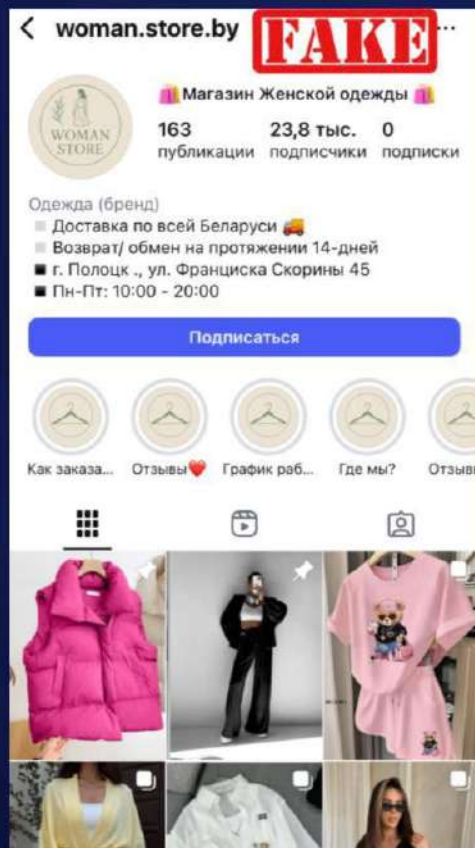 woman.store.by
FAKE
🛍️Магазин Женской одежды 🛍️
163
23,8 тыс.
0
публикации
подписчики
подписки
WOMAN
STORE
Одежда (бренд)
Доставка по всей Беларуси 🚚
Возврат/ обмен на протяжении 14-дней
г. Полоцк ., ул. Франциска Скорины 45
Пн-Пт: 10:00 - 20:00
Подписаться
Как заказа...
Отзывы❤️
График раб...
Где мы?